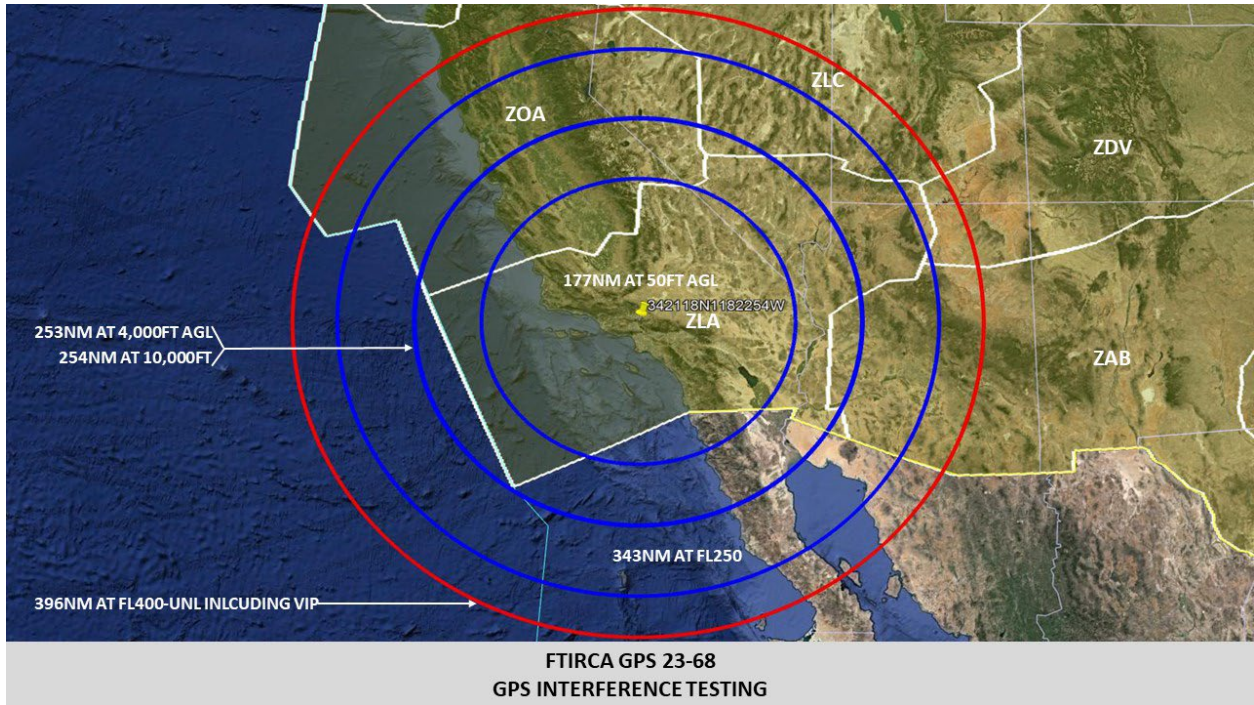 ZLC
ZOA
ZDV
177NM AT 50FT AGL
342118N1182254W
ZLA
253NM AT 4,000FT AGL
254NM AT 10,000FT
ZAB
343NM AT FL250
396NM AT FL400-UNL INLCUDING VIP
FTIRCA GPS 23-68
GPS INTERFERENCE TESTING